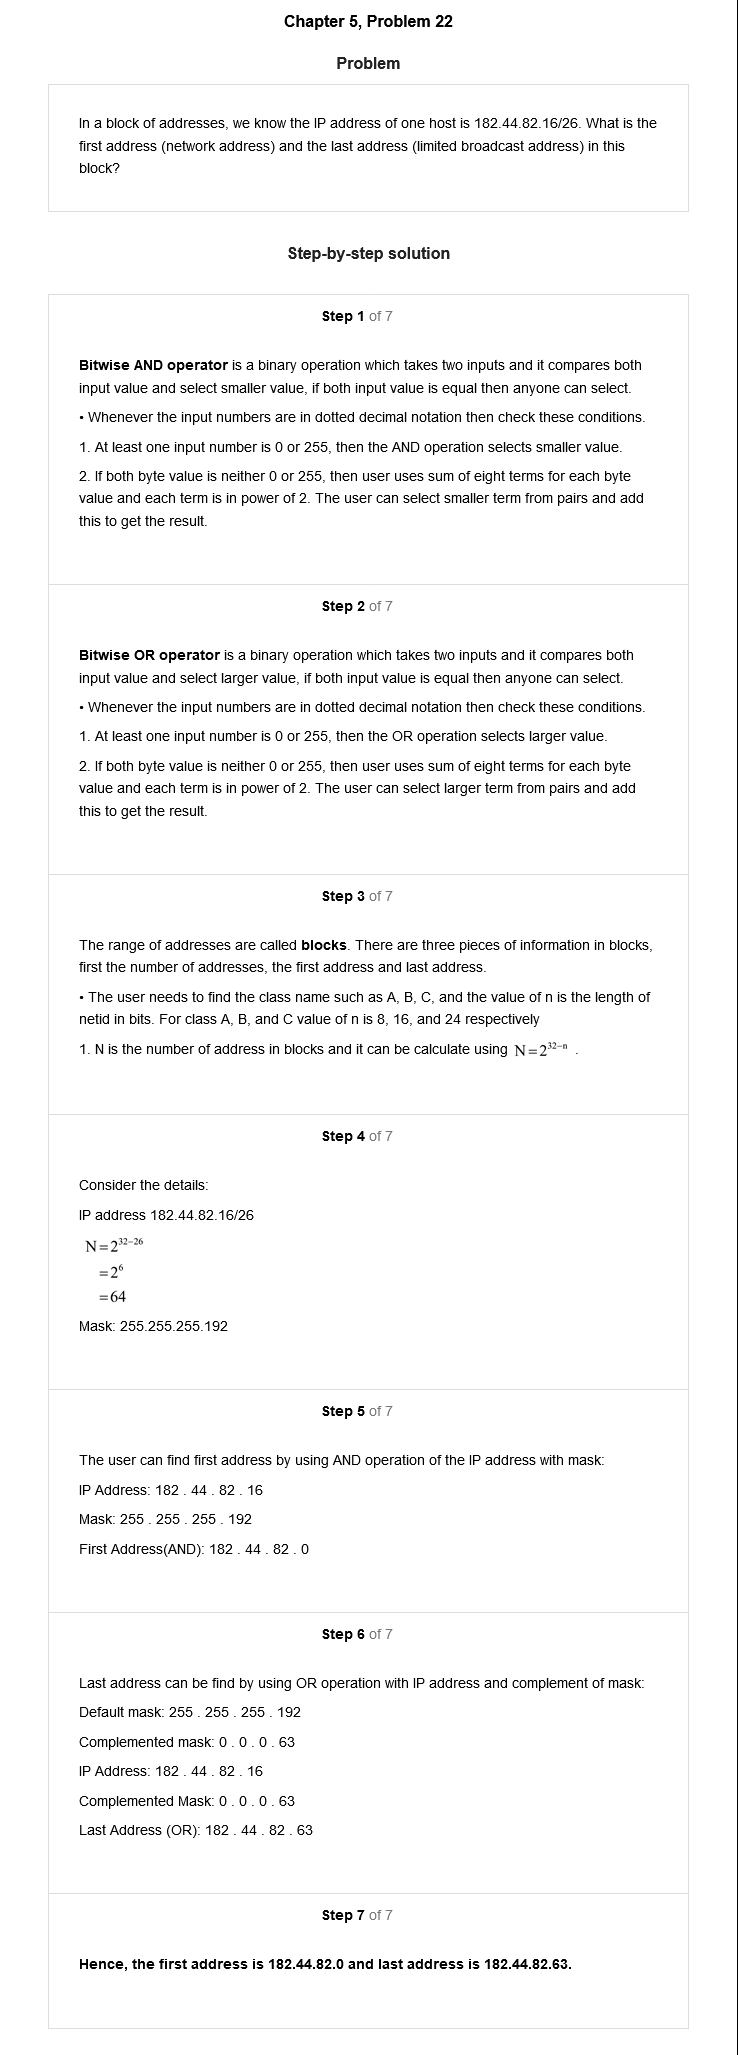 Chapter 5, Problem 22
Problem
In a block of addresses, we know the IP address of one host is 182.44.82.16/26. What is the
first address (network address) and the last address (limited broadcast address) in this
block?
Step-by-step solution
Step 1 of 7
Bitwise AND operator is a binary operation which takes two inputs and it compares both
input value and select smaller value, if both input value is equal then anyone can select.
• Whenever the input numbers are in dotted decimal notation then check these conditions.
1. At least one input number is 0 or 255, then the AND operation selects smaller value.
2. If both byte value is neither 0 or 255, then user uses sum of eight terms for each byte
value and each term is in power of 2. The user can select smaller term from pairs and add
this to get the result.
Step 2 of 7
Bitwise OR operator is a binary operation which takes two inputs and it compares both
input value and select larger value, if both input value is equal then anyone can select.
• Whenever the input numbers are in dotted decimal notation then check these conditions.
1. At least one input number is 0 or 255, then the OR operation selects larger value.
2. If both byte value is neither 0 or 255, then user uses sum of eight terms for each byte
value and each term is in power of 2. The user can select larger term from pairs and add
this to get the result.
Step 3 of 7
The range of addresses are called blocks. There are three pieces of information in blocks,
first the number of addresses, the first address and last address.
• The user needs to find the class name such as A, B, C, and the value of n is the length of
netid in bits. For class A, B, and C value of n is 8, 16, and 24 respectively
1. N is the number of address in blocks and it can be calculate using N=2³²⁻ⁿ .
Step 4 of 7
Consider the details:
IP address 182.44.82.16/26
N=2³²⁻²⁶
=2⁶
=64
Mask: 255.255.255.192
Step 5 of 7
The user can find first address by using AND operation of the IP address with mask:
IP Address: 182 . 44 . 82 . 16
Mask: 255 . 255 . 255 . 192
First Address(AND): 182 . 44 . 82 . 0
Step 6 of 7
Last address can be find by using OR operation with IP address and complement of mask:
Default mask: 255 . 255 . 255 . 192
Complemented mask: 0 . 0 . 0 . 63
IP Address: 182 . 44 . 82 . 16
Complemented Mask: 0 . 0 . 0 . 63
Last Address (OR): 182 . 44 . 82 . 63
Step 7 of 7
Hence, the first address is 182.44.82.0 and last address is 182.44.82.63.